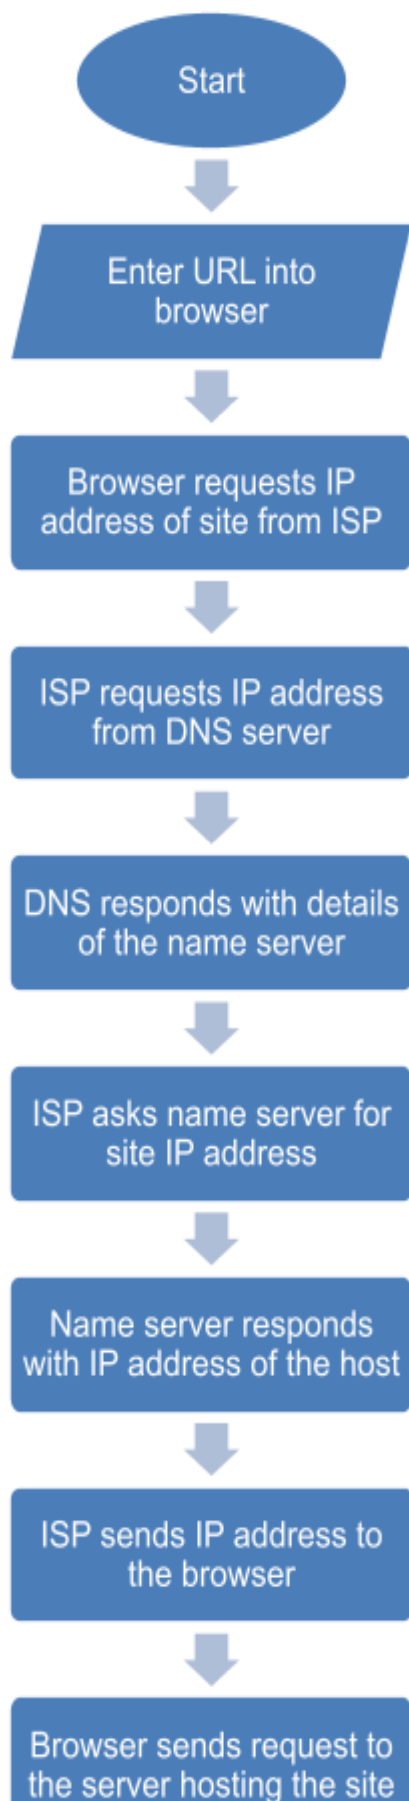 Start
Enter URL into
browser
Browser requests IP
address of site from ISP
ISP requests IP address
from DNS server
DNS responds with details
of the name server
ISP asks name server for
site IP address
Name server responds
with IP address of the host
ISP sends IP address to
the browser
Browser sends request to
the server hosting the site